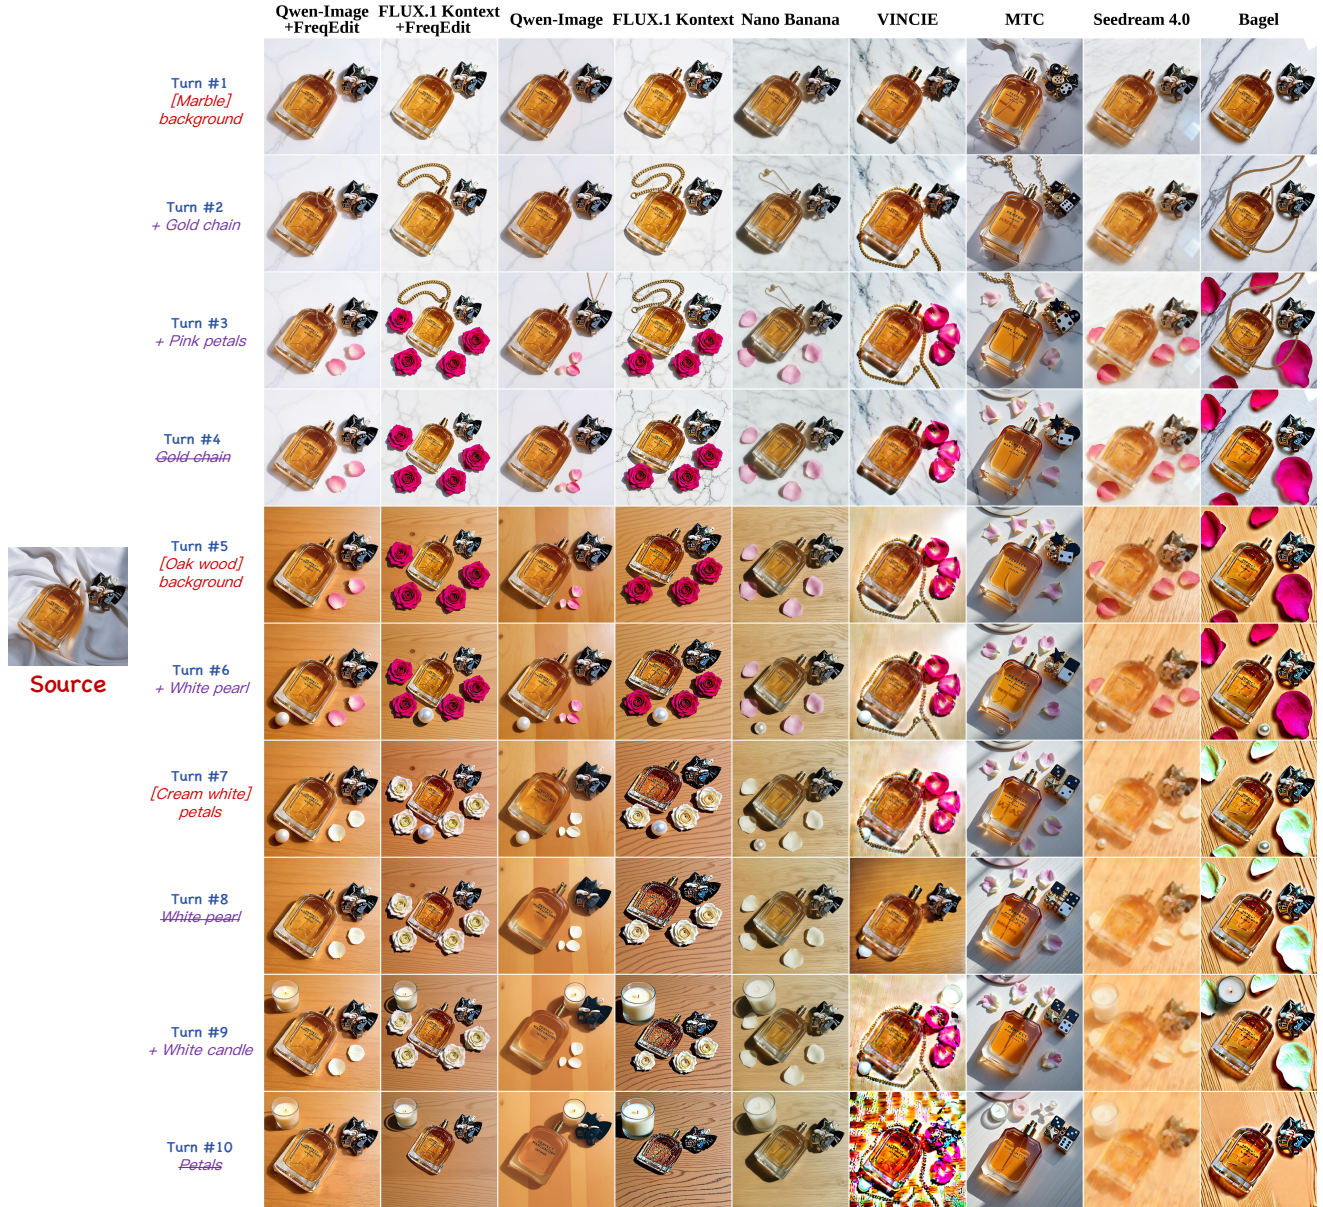 Qwen-Image
+FreqEdit
FLUX.1 Kontext
+FreqEdit
Qwen-Image
FLUX.1 Kontext
Nano Banana
VINCIE
MTC
Seedream 4.0
Bagel
Turn #1
[Marble]
background
Turn #2
+ Gold chain
Turn #3
+ Pink petals
Turn #4
Gold chain
Turn #5
[Oak wood]
background
Source
Turn #6
+ White pearl
Turn #7
[Cream white]
petals
Turn #8
White pearl
Turn #9
+ White candle
Turn #10
Petals